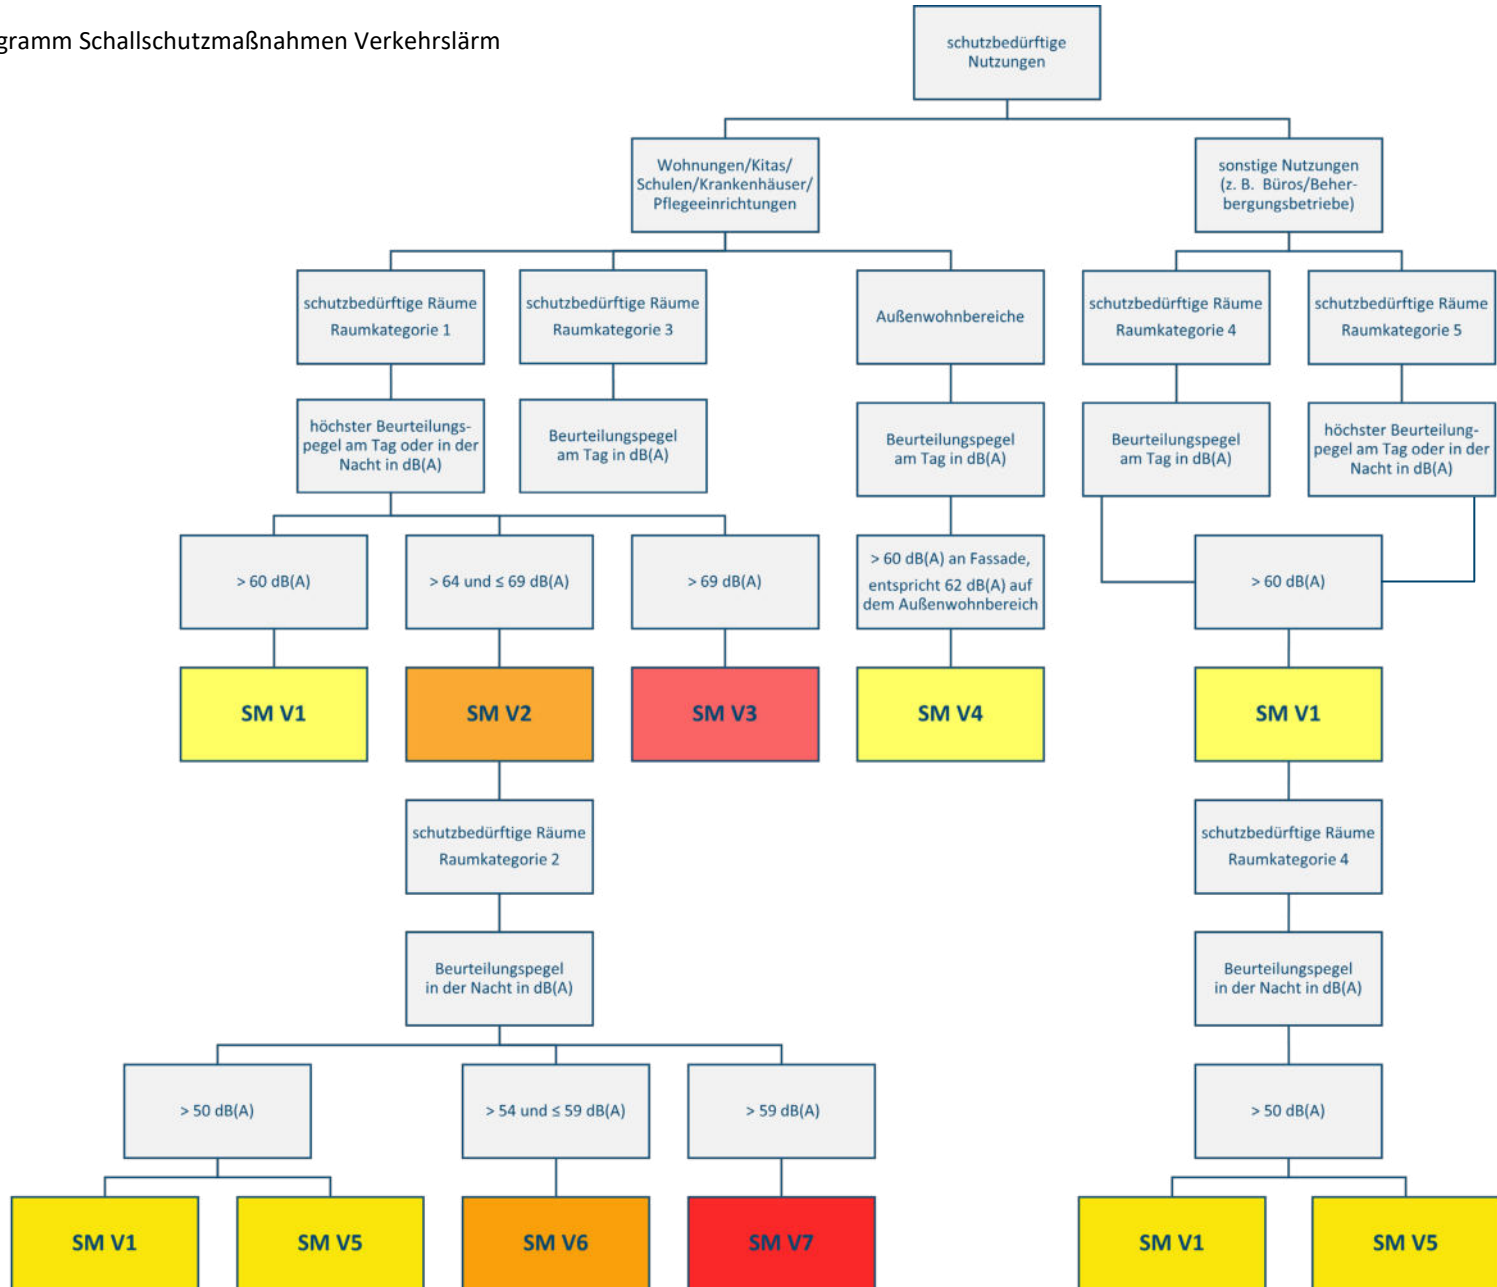 gramm Schallschutzmaßnahmen Verkehrslärm
schutzbedürftige
Nutzungen
Wohnungen/Kitas/
Schulen/Krankenhäuser/
Pflegeeinrichtungen
sonstige Nutzungen
(z. B. Büros/Beher-
bergungsbetriebe)
schutzbedürftige Räume
Raumkategorie 1
schutzbedürftige Räume
Raumkategorie 3
Außenwohnbereiche
schutzbedürftige Räume
Raumkategorie 4
schutzbedürftige Räume
Raumkategorie 5
höchster Beurteilungs-
pegel am Tag oder in der
Nacht in dB(A)
Beurteilungspegel
am Tag in dB(A)
Beurteilungspegel
am Tag in dB(A)
Beurteilungspegel
am Tag in dB(A)
höchster Beurteilung-
pegel am Tag oder in der
Nacht in dB(A)
> 60 dB(A)
> 64 und ≤ 69 dB(A)
> 69 dB(A)
> 60 dB(A) an Fassade,
entspricht 62 dB(A) auf
dem Außenwohnbereich
> 60 dB(A)
SM V1
SM V2
SM V3
SM V4
SM V1
schutzbedürftige Räume
Raumkategorie 2
schutzbedürftige Räume
Raumkategorie 4
Beurteilungspegel
in der Nacht in dB(A)
Beurteilungspegel
in der Nacht in dB(A)
> 50 dB(A)
> 54 und ≤ 59 dB(A)
> 59 dB(A)
> 50 dB(A)
SM V1
SM V5
SM V6
SM V7
SM V1
SM V5